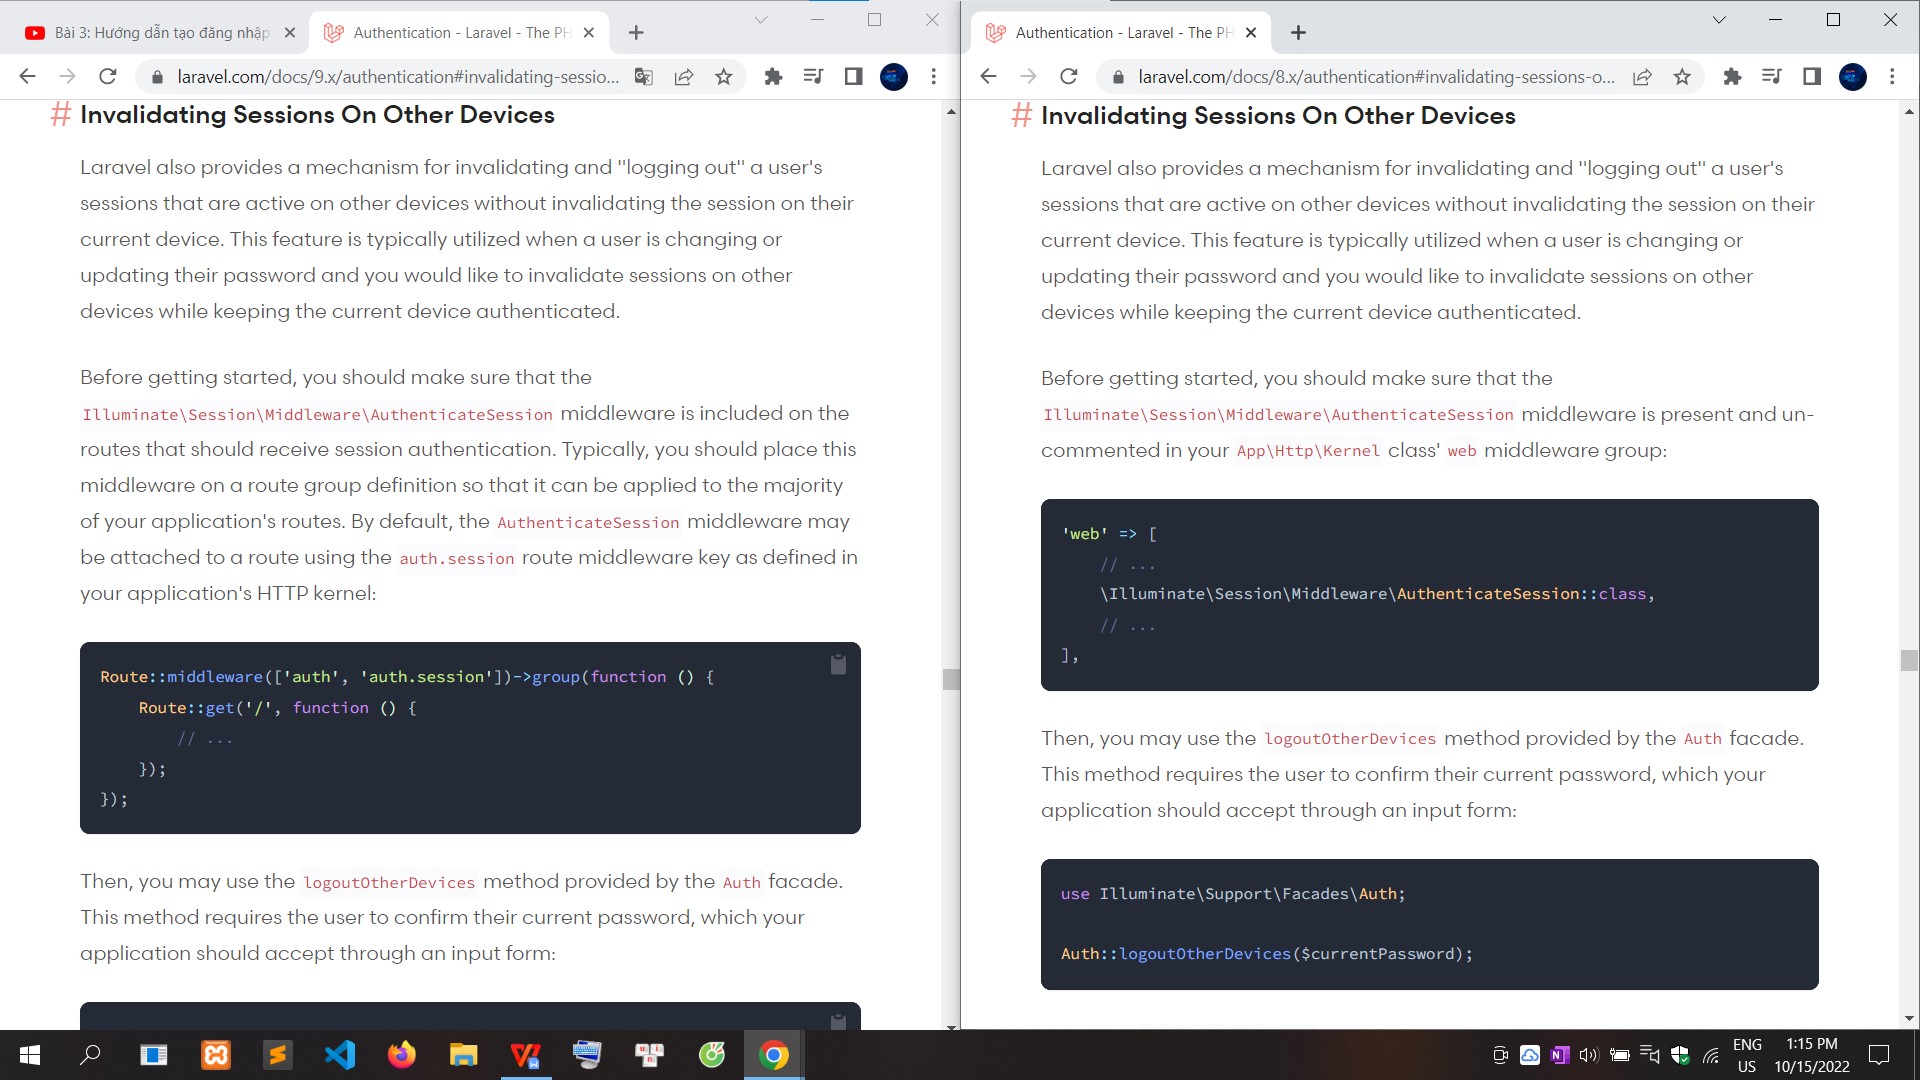 Bài 3: Hướng dẫn tạo đăng nhập
Authentication - Laravel - The PH
laravel.com/docs/9.x/authentication#invalidating-sessio...
# Invalidating Sessions On Other Devices
Laravel also provides a mechanism for invalidating and "logging out" a user's
sessions that are active on other devices without invalidating the session on their
current device. This feature is typically utilized when a user is changing or
updating their password and you would like to invalidate sessions on other
devices while keeping the current device authenticated.
Before getting started, you should make sure that the
Illuminate\Session\Middleware\AuthenticateSession middleware is included on the
routes that should receive session authentication. Typically, you should place this
middleware on a route group definition so that it can be applied to the majority
of your application's routes. By default, the AuthenticateSession middleware may
be attached to a route using the auth.session route middleware key as defined in
your application's HTTP kernel:
Route::middleware(['auth', 'auth.session'])->group(function () {
    Route::get('/', function () {
        // ...
    });
});
Then, you may use the logoutOtherDevices method provided by the Auth facade.
This method requires the user to confirm their current password, which your
application should accept through an input form:
Authentication - Laravel - The PH
laravel.com/docs/8.x/authentication#invalidating-sessions-o...
# Invalidating Sessions On Other Devices
Laravel also provides a mechanism for invalidating and "logging out" a user's
sessions that are active on other devices without invalidating the session on their
current device. This feature is typically utilized when a user is changing or
updating their password and you would like to invalidate sessions on other
devices while keeping the current device authenticated.
Before getting started, you should make sure that the
Illuminate\Session\Middleware\AuthenticateSession middleware is present and un-
commented in your App\Http\Kernel class' web middleware group:
'web' => [
    // ...
    \Illuminate\Session\Middleware\AuthenticateSession::class,
    // ...
],
Then, you may use the logoutOtherDevices method provided by the Auth facade.
This method requires the user to confirm their current password, which your
application should accept through an input form:
use Illuminate\Support\Facades\Auth;
Auth::logoutOtherDevices($currentPassword);
ENG
US
1:15 PM
10/15/2022